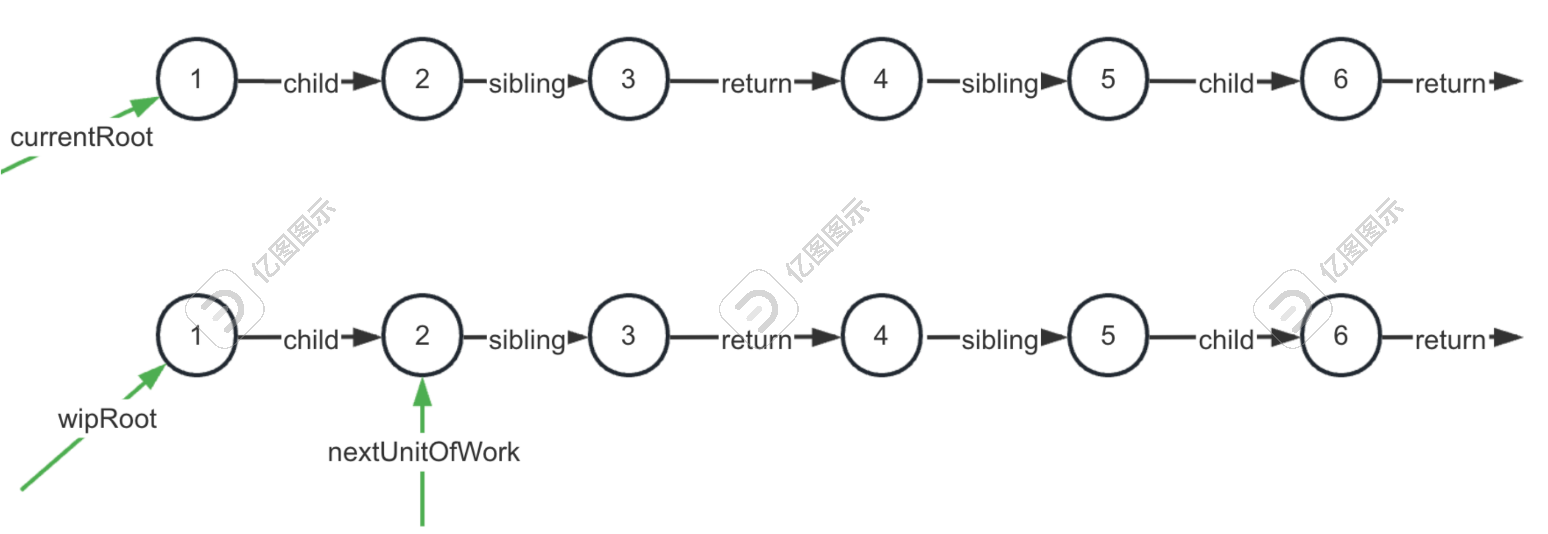 1 child 2 sibling 3 return 4 sibling 5 child 6 return
currentRoot
亿图图示 亿图图示 亿图图示
1 child 2 sibling 3 return 4 sibling 5 child 6 return
wipRoot
nextUnitOfWork